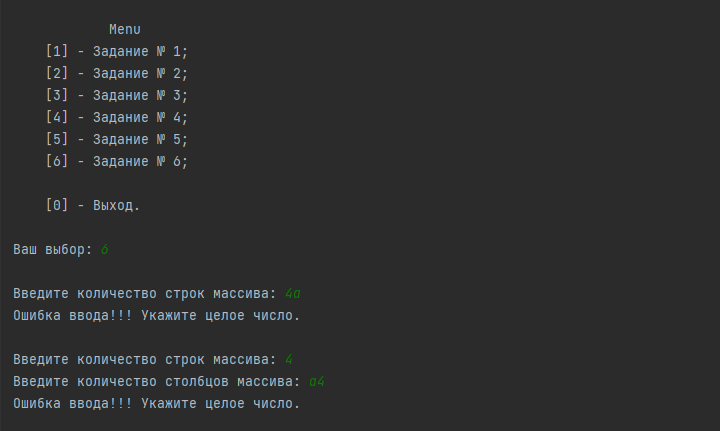 Menu
[1] - Задание № 1;
[2] - Задание № 2;
[3] - Задание № 3;
[4] - Задание № 4;
[5] - Задание № 5;
[6] - Задание № 6;
[0] - Выход.
Ваш выбор: 6
Введите количество строк массива: 4a
Ошибка ввода!!! Укажите целое число.
Введите количество строк массива: 4
Введите количество столбцов массива: a4
Ошибка ввода!!! Укажите целое число.